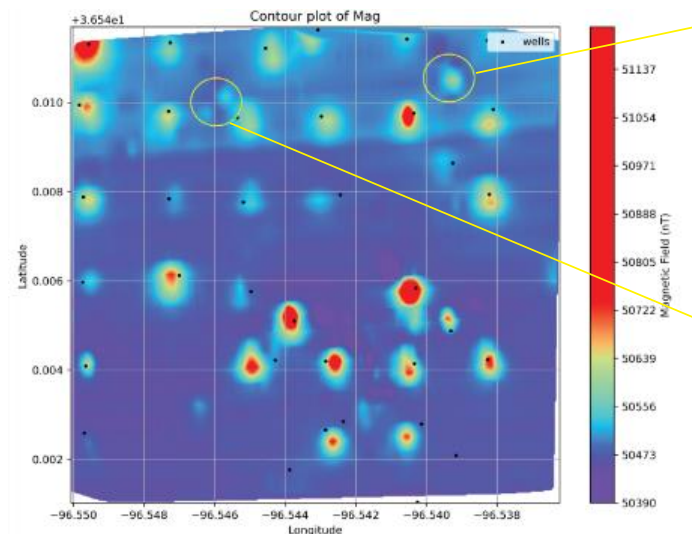 Contour plot of Mag
+3.654e1
wells
0.010
0.008
0.006
0.004
0.002
Latitude
−96.550 −96.548 −96.546 −96.544 −96.542 −96.540 −96.538
Longitude
51137
51054
50971
50888
50805
50722
50639
50556
50473
50390
Magnetic Field (nT)